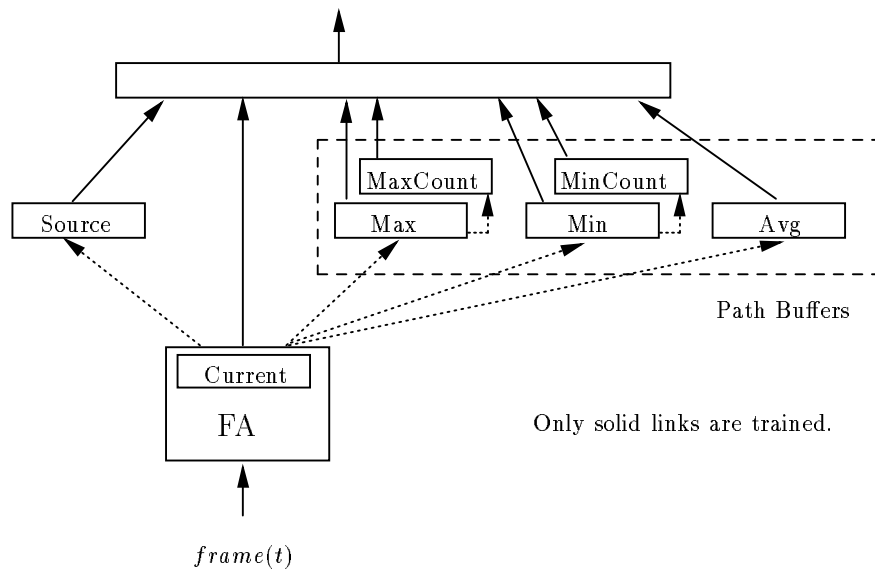 MaxCount
MinCount
Source
Max
Min
Avg
Path Buffers
Current
FA
Only solid links are trained.
frame(t)